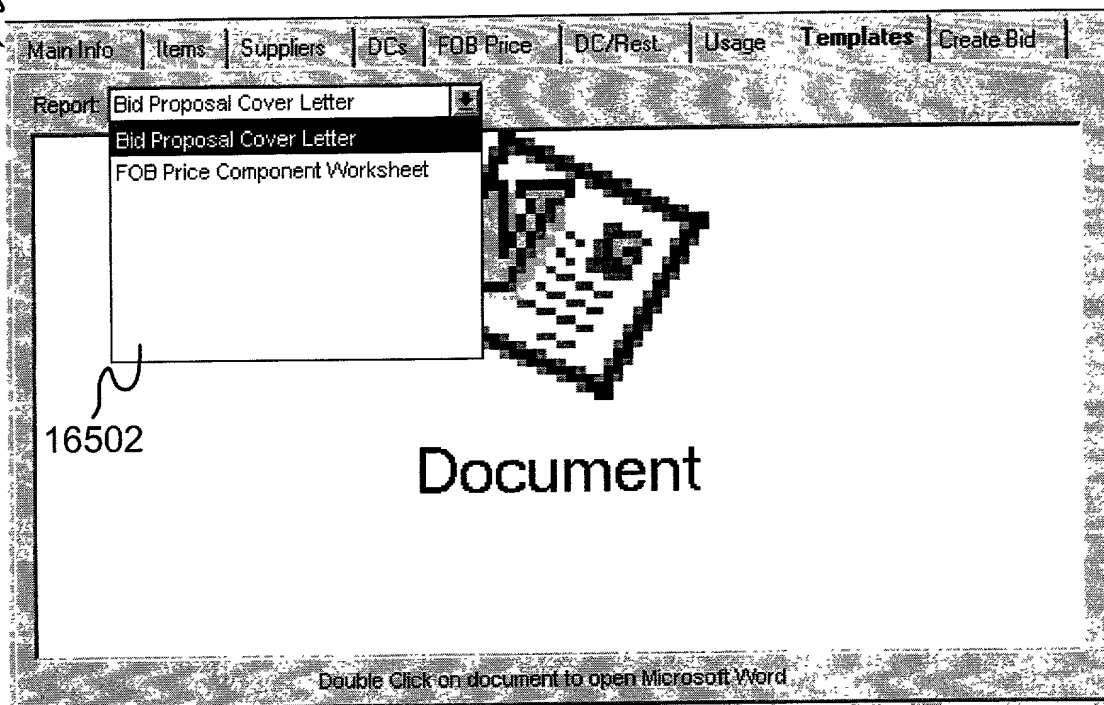 Main Info Items Suppliers DCs FOB Price DC/Rest. Usage Templates Create Bid
Report: Bid Proposal Cover Letter
Bid Proposal Cover Letter
FOB Price Component Worksheet
16502
Document
Double Click on document to open Microsoft Word